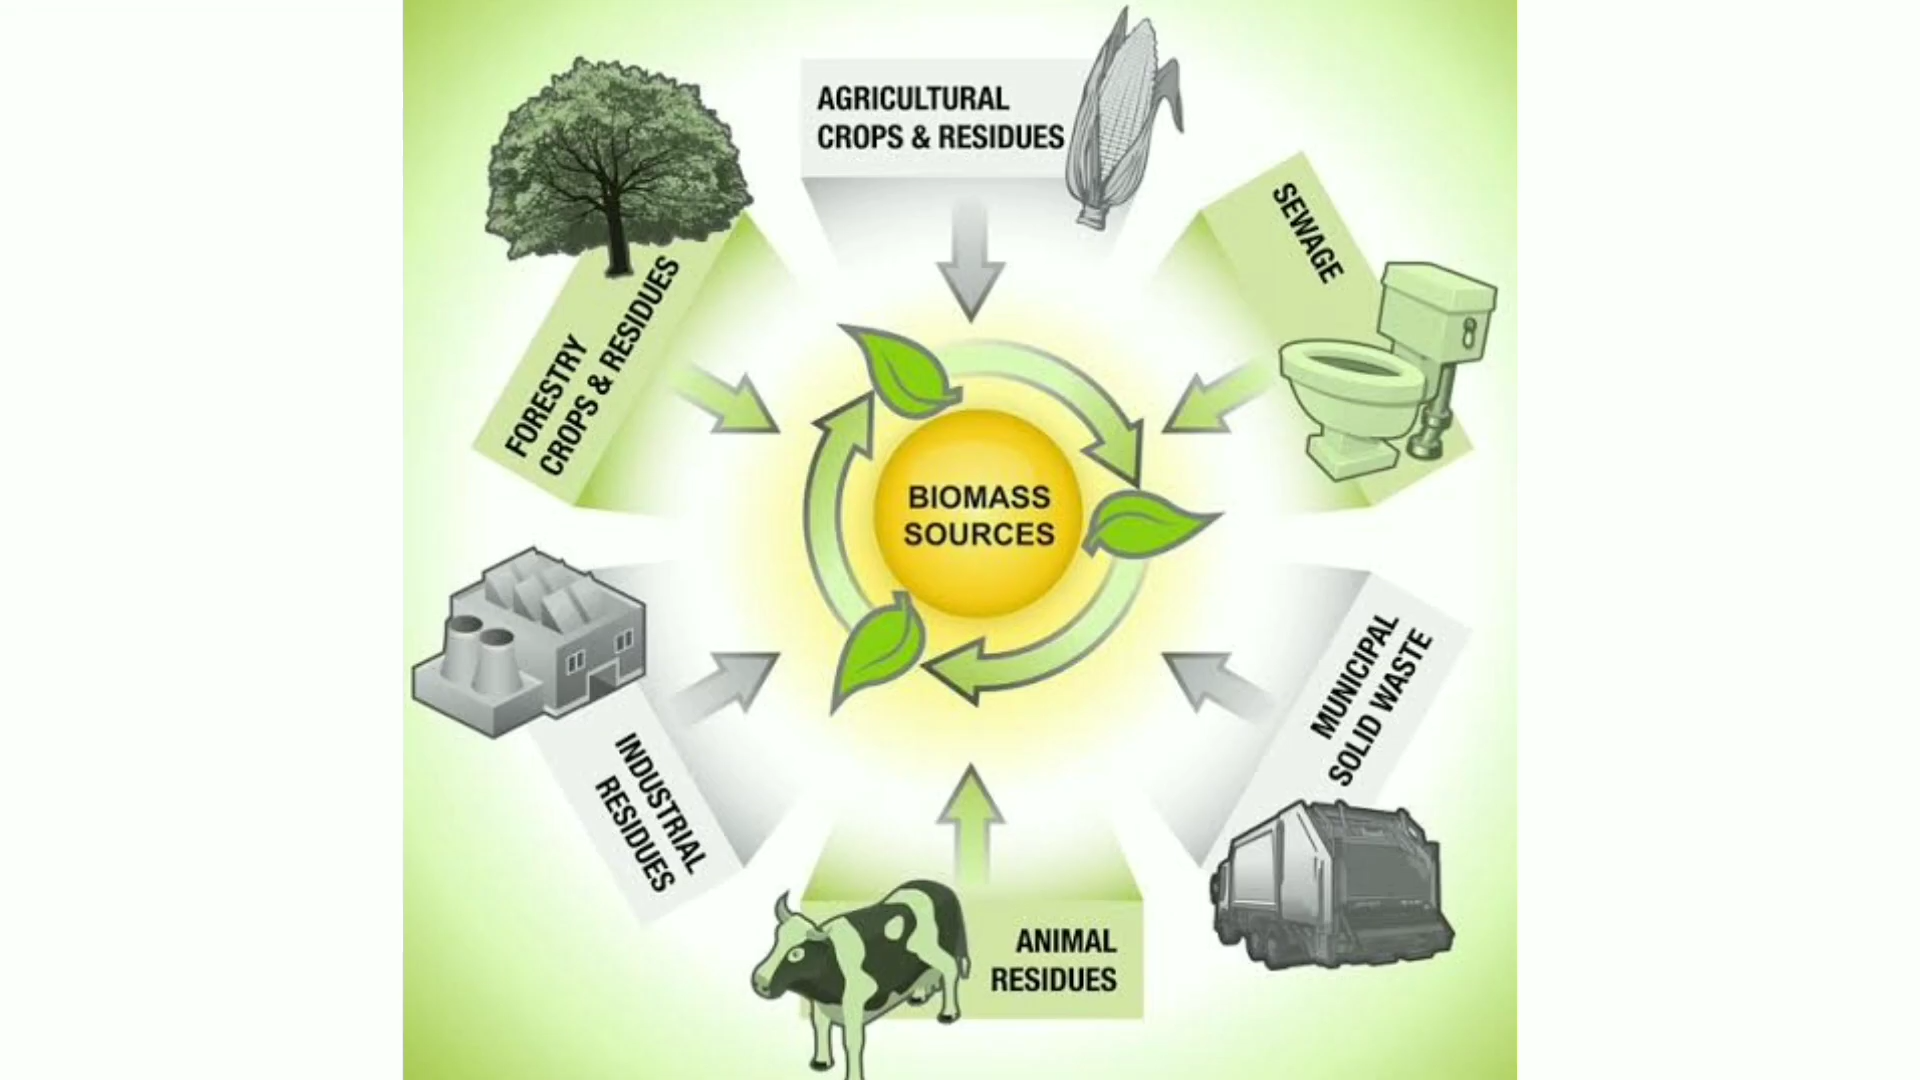 AGRICULTURAL
CROPS & RESIDUES
SEWAGE
FORESTRY
CROPS & RESIDUES
BIOMASS
SOURCES
MUNICIPAL
SOLID WASTE
INDUSTRIAL
RESIDUES
ANIMAL
RESIDUES